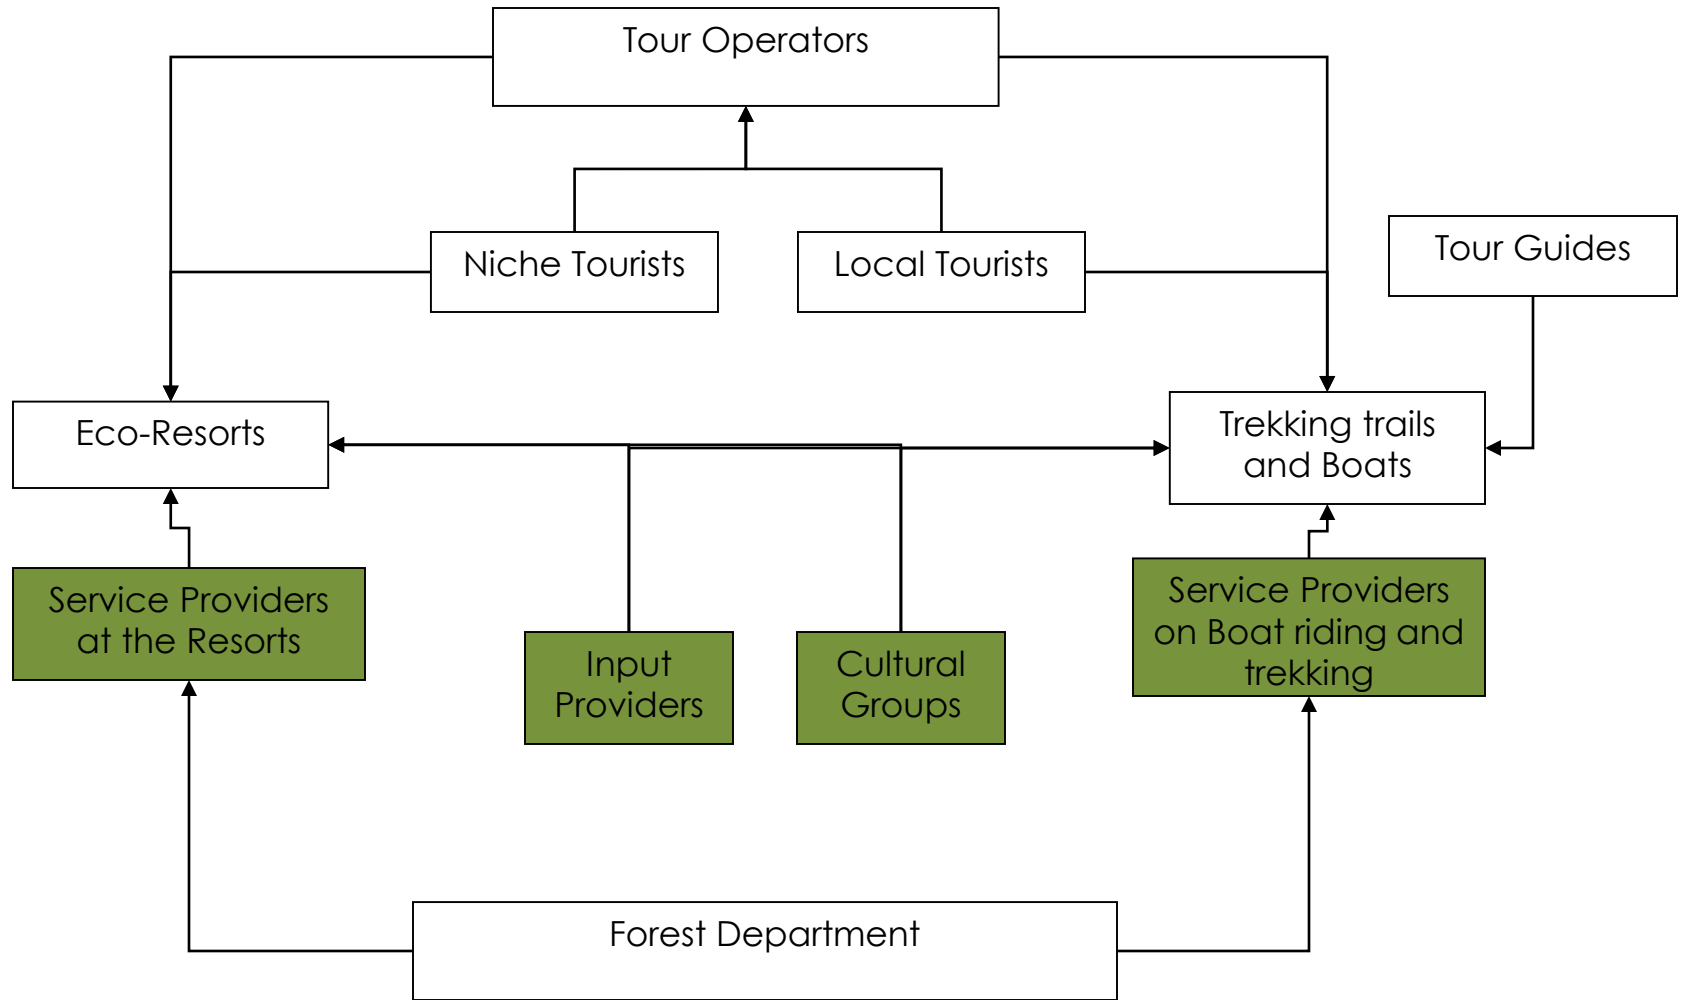 Tour Operators
Niche Tourists
Local Tourists
Tour Guides
Eco-Resorts
Trekking trails
and Boats
Service Providers
at the Resorts
Input
Providers
Cultural
Groups
Service Providers
on Boat riding and
trekking
Forest Department